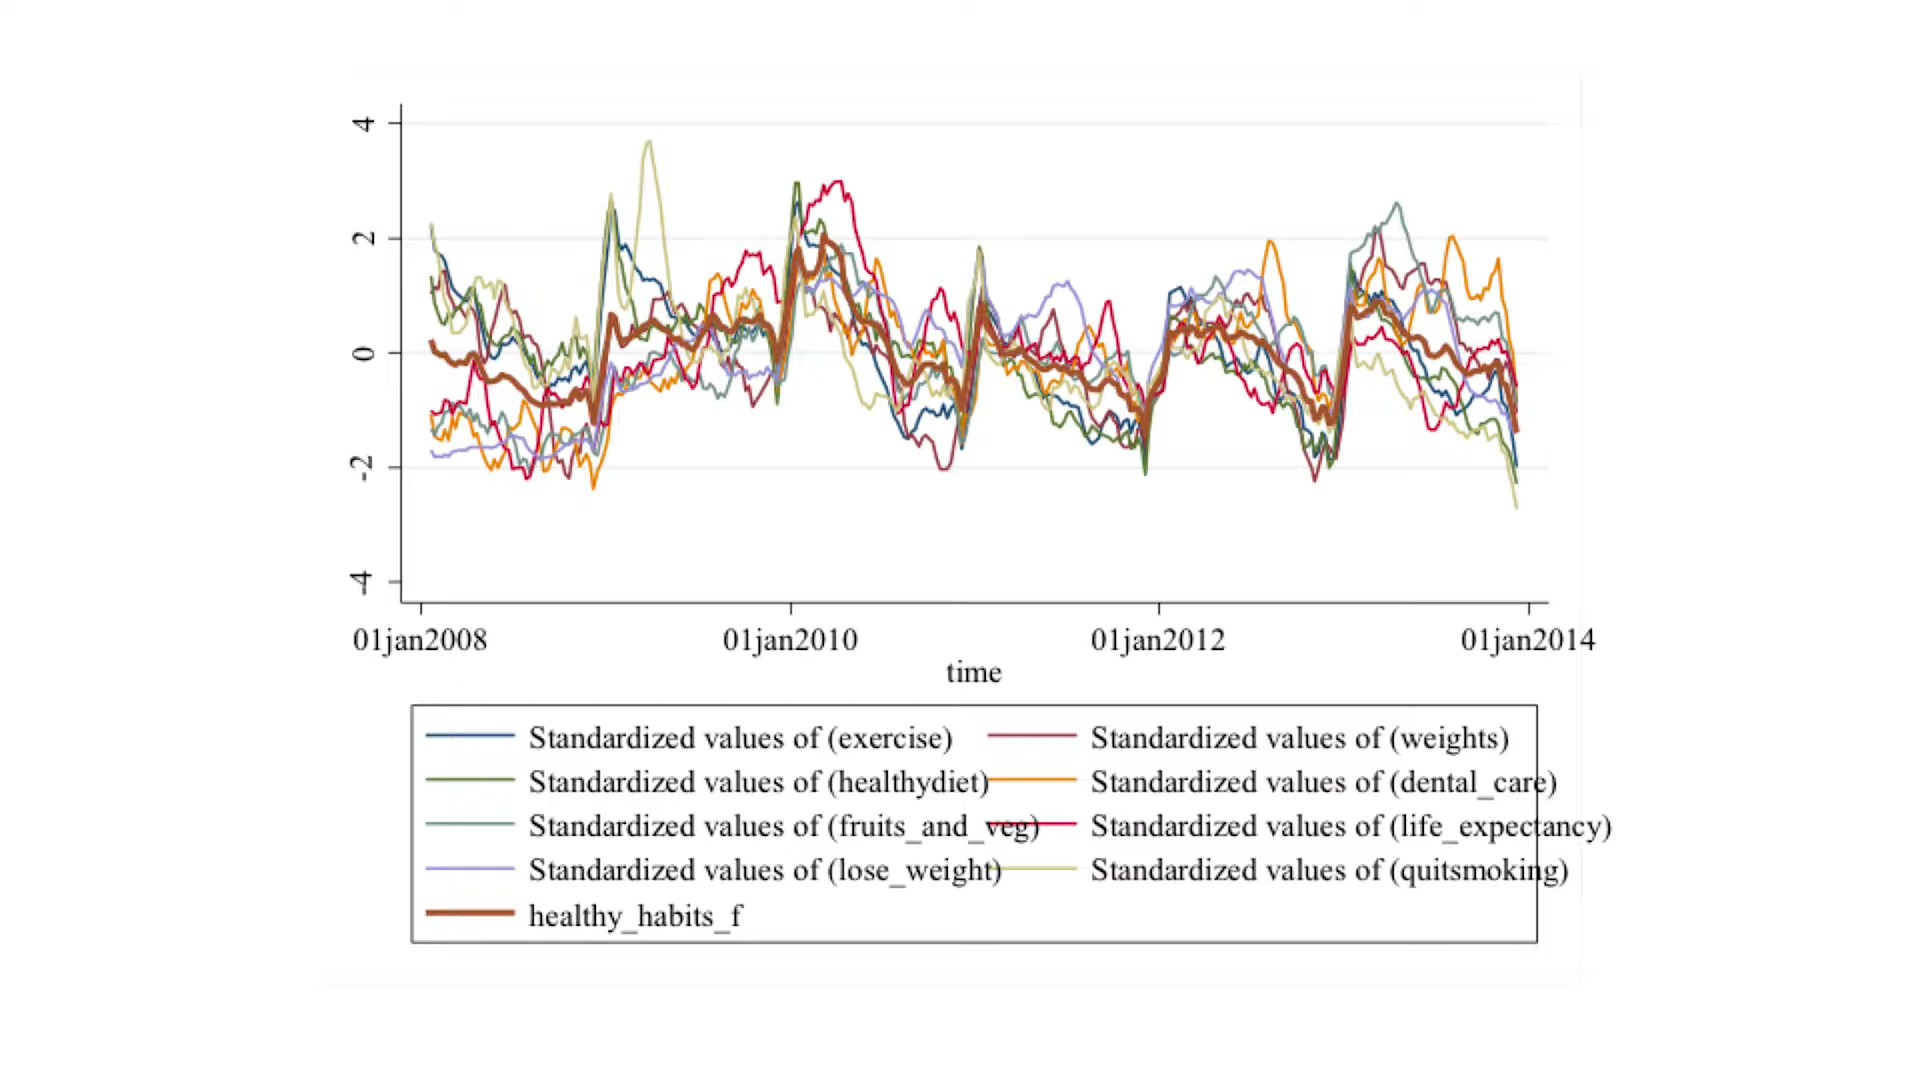 4
2
0
-2
-4
01jan2008 01jan2010 01jan2012 01jan2014
time
Standardized values of (exercise) Standardized values of (weights)
Standardized values of (healthydiet) Standardized values of (dental_care)
Standardized values of (fruits_and_veg) Standardized values of (life_expectancy)
Standardized values of (lose_weight) Standardized values of (quitsmoking)
healthy_habits_f